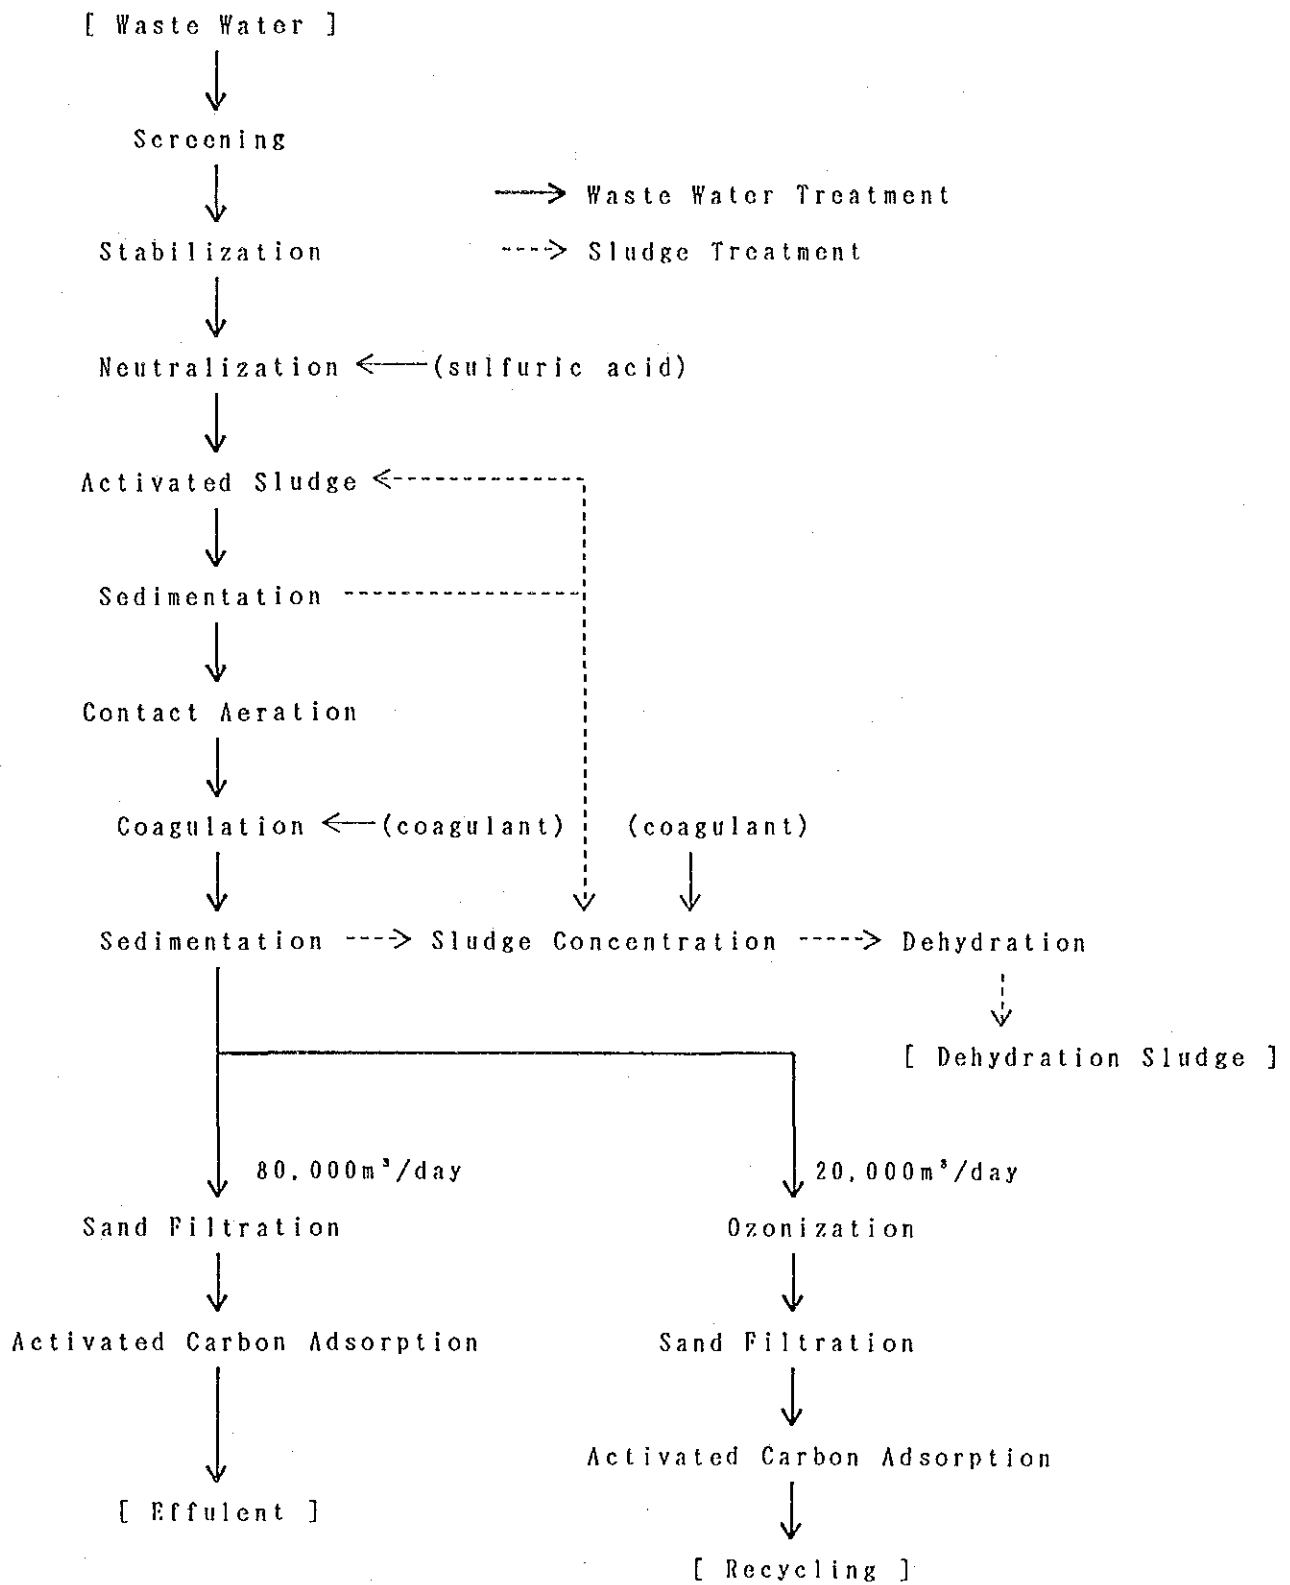 [ Waste Water ]
Screening
Waste Water Treatment
Stabilization
Sludge Treatment
Neutralization (sulfuric acid)
Activated Sludge
Sedimentation
Contact Aeration
Coagulation (coagulant) (coagulant)
Sedimentation Sludge Concentration Dehydration
[ Dehydration Sludge ]
80,000m³/day 20,000m³/day
Sand Filtration Ozonization
Activated Carbon Adsorption Sand Filtration
Activated Carbon Adsorption
[ Effulent ]
[ Recycling ]